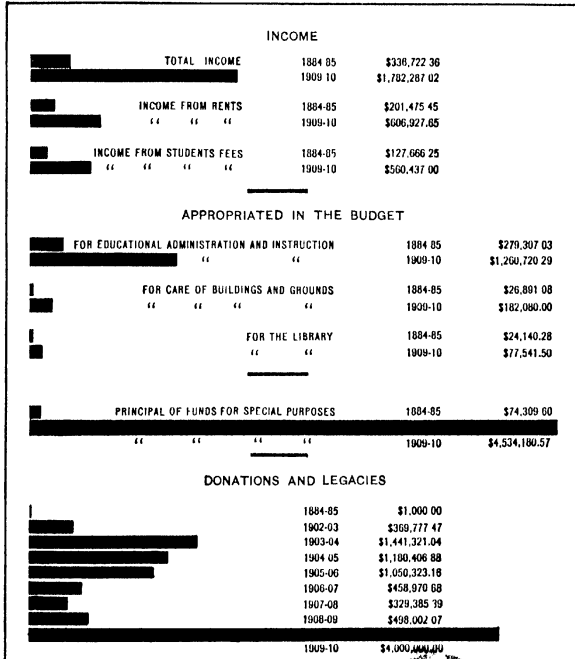 INCOME
TOTAL INCOME 1884 85 $336,722 36
1909 10 $1,782,287 02
INCOME FROM RENTS 1884-85 $201,475 45
“ “ “ 1909-10 $606,927.65
INCOME FROM STUDENTS FEES 1884-85 $127,666 25
“ “ “ “ 1909-10 $560,437 00
APPROPRIATED IN THE BUDGET
FOR EDUCATIONAL ADMINISTRATION AND INSTRUCTION 1884 85 $279,307 03
“ “ 1909-10 $1,260,720 29
FOR CARE OF BUILDINGS AND GROUNDS 1884-85 $26,891 08
“ “ “ “ 1909-10 $182,080.00
FOR THE LIBRARY 1884-85 $24,140.28
“ “ 1909-10 $77,541.50
PRINCIPAL OF FUNDS FOR SPECIAL PURPOSES 1884-85 $74,309 60
“ “ “ “ 1909-10 $4,534,180.57
DONATIONS AND LEGACIES
1884-85 $1,000 00
1902-03 $369,777 47
1903-04 $1,441,321.04
1904 05 $1,180,406 88
1905-06 $1,050,323.16
1906-07 $458,970 68
1907-08 $329,385 39
1908-09 $498,002 07
1909-10 $4,000,000.00